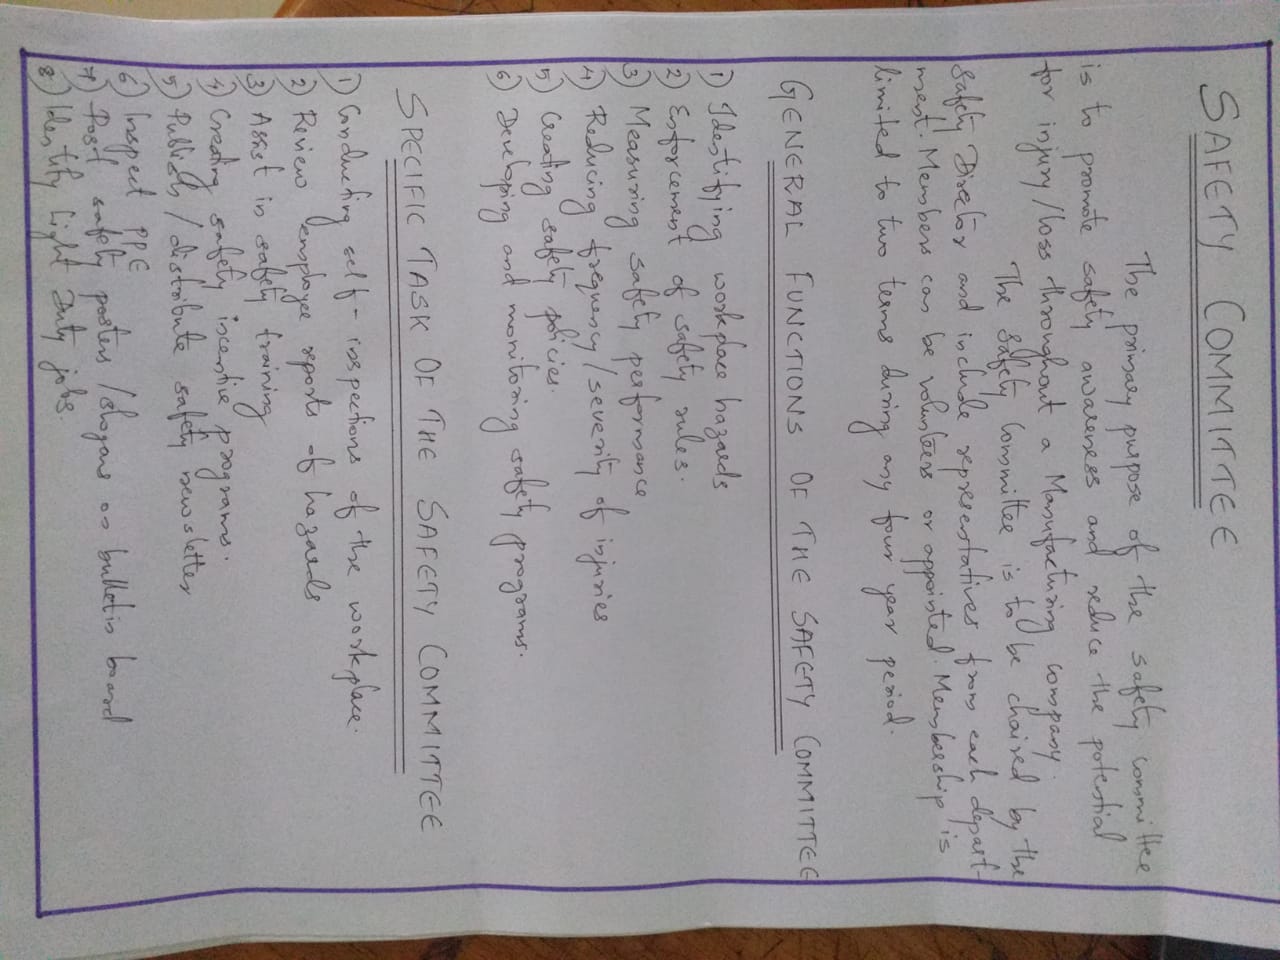 SAFETY COMMITTEE
The primary purpose of the safety committee
is to promote safety awareness and reduce the potential
for injury/loss throughout a Manufacturing company.
The Safety Committee is to be chaired by the
Safety Director and include representatives from each depart-
ment. Members can be volunteers or appointed. Membership is
limited to two terms during any four year period.
GENERAL FUNCTIONS OF THE SAFETY COMMITTEE
1) Identifying workplace hazards
2) Enforcement of safety rules.
3) Measuring safety performance
4) Reducing frequency/severity of injuries
5) Creating safety policies.
6) Developing and monitoring safety programs.
SPECIFIC TASK OF THE SAFETY COMMITTEE
1) Conducting self-inspections of the workplace.
2) Review employee reports of hazards
3) Assist in safety training
4) Creating safety incentive programs.
5) Publish/distribute safety newsletter
6) Inspect PPE
7) Post safety posters/slogans on bulletin board
8) Identify Light Duty jobs.